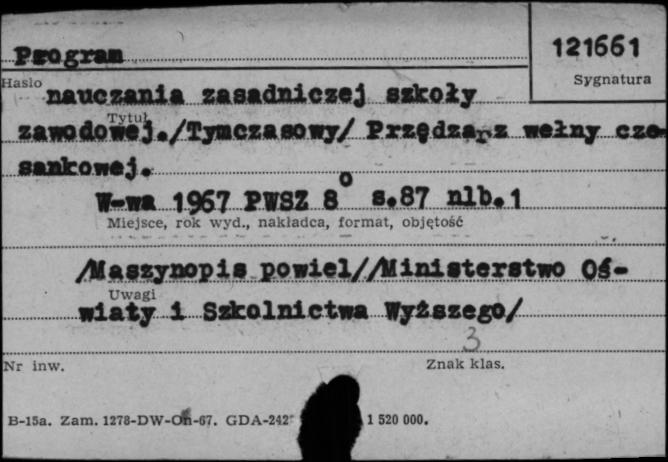 Program
121661
Hasło
Sygnatura
nauczania zasadniczej szkoły
Tytuł
zawodowej./Tymczasowy/ Przędzarz wełny cze-
sankowej.
W-wa 1967 PWSZ 8° s.87 nlb.1
Miejsce, rok wyd., nakładca, format, objętość
/Maszynopis powiel//Ministerstwo Oś-
Uwagi
wiaty i Szkolnictwa Wyższego/
3
Nr inw.
Znak klas.
B-15a. Zam. 1278-DW-On-67. GDA-242 1 520 000.